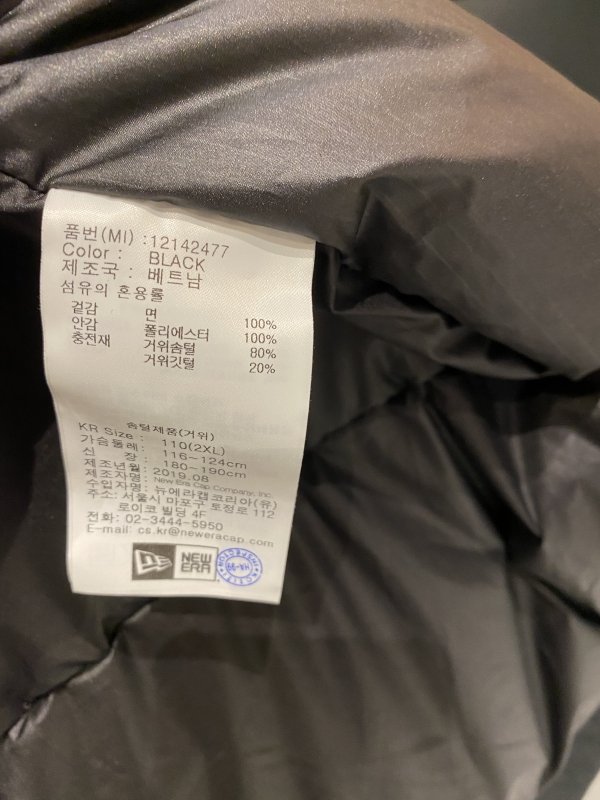 품번(MI) :12142477
Color : BLACK
제조국 : 베트남
섬유의 혼용률
겉감 면 100%
안감 폴리에스터 100%
충전재 거위솜털 80%
거위깃털 20%
솜털제품(거위)
KR Size : 110(2XL)
가슴둘레: 116-124cm
신 장 : 180-190cm
제조년월: 2019.08
제조자명: New Era Cap Company, Inc.
수입자명: 뉴에라캡코리아(유)
주소: 서울시 마포구 토정로 112
로이코 빌딩 4F
전화: 02-3444-5950
E-mail: cs.kr@neweracap.com
NEW
ERA